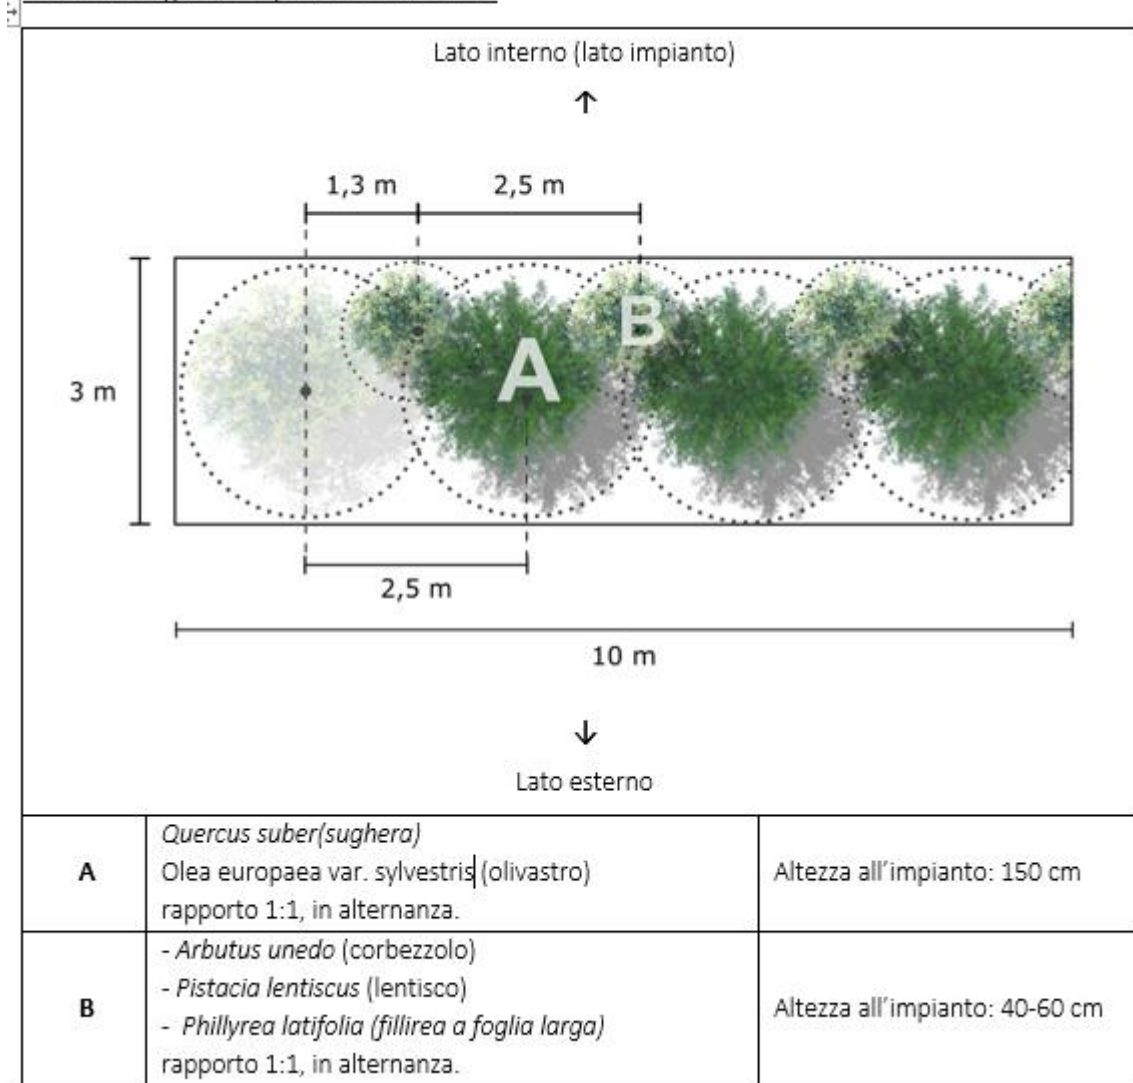 Lato interno (lato impianto)
↑
1,3 m
2,5 m
B
A
3 m
2,5 m
10 m
↓
Lato esterno
A
Quercus suber(sughera)
Olea europaea var. sylvestris (olivastro)
rapporto 1:1, in alternanza.
Altezza all'impianto: 150 cm
B
- Arbutus unedo (corbezzolo)
- Pistacia lentiscus (lentisco)
- Phillyrea latifolia (fillirea a foglia larga)
rapporto 1:1, in alternanza.
Altezza all'impianto: 40-60 cm